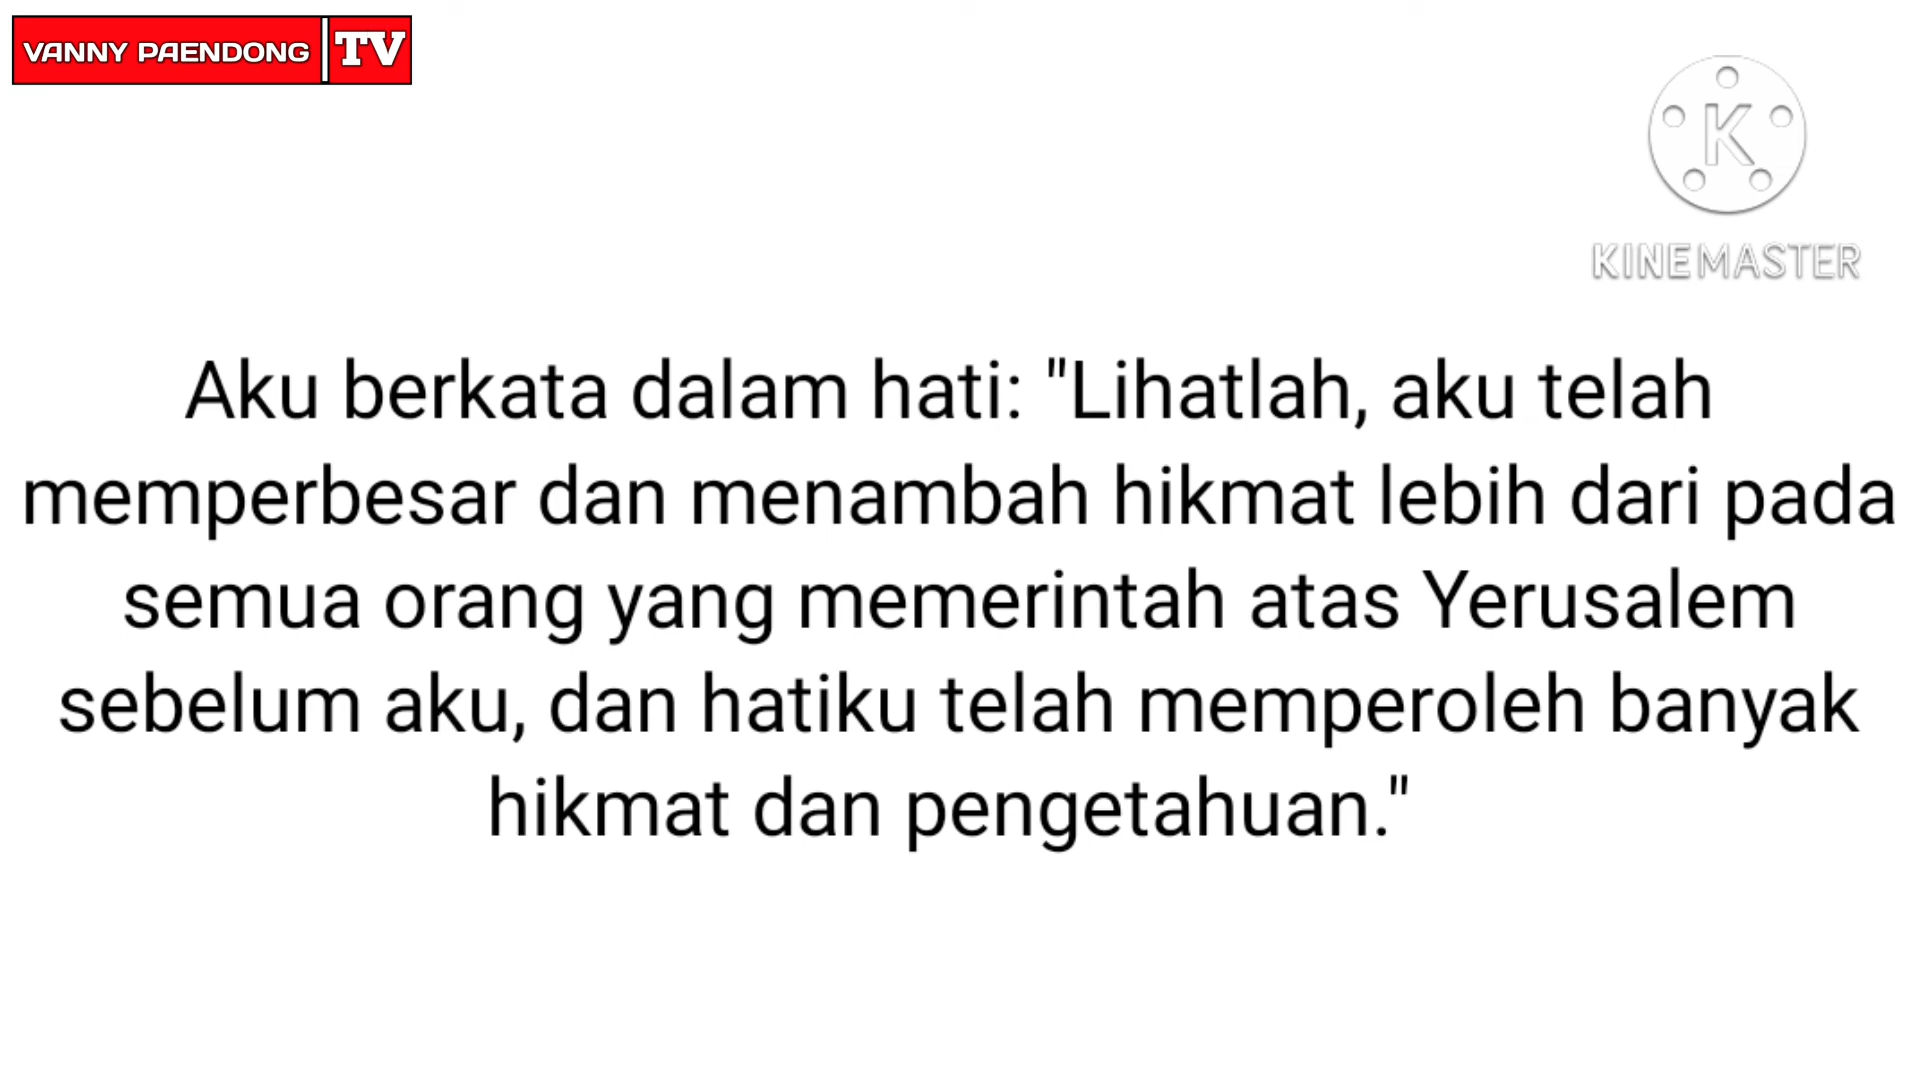 VANNY PAENDONG TV
KINEMASTER
Aku berkata dalam hati: "Lihatlah, aku telah
memperbesar dan menambah hikmat lebih dari pada
semua orang yang memerintah atas Yerusalem
sebelum aku, dan hatiku telah memperoleh banyak
hikmat dan pengetahuan."